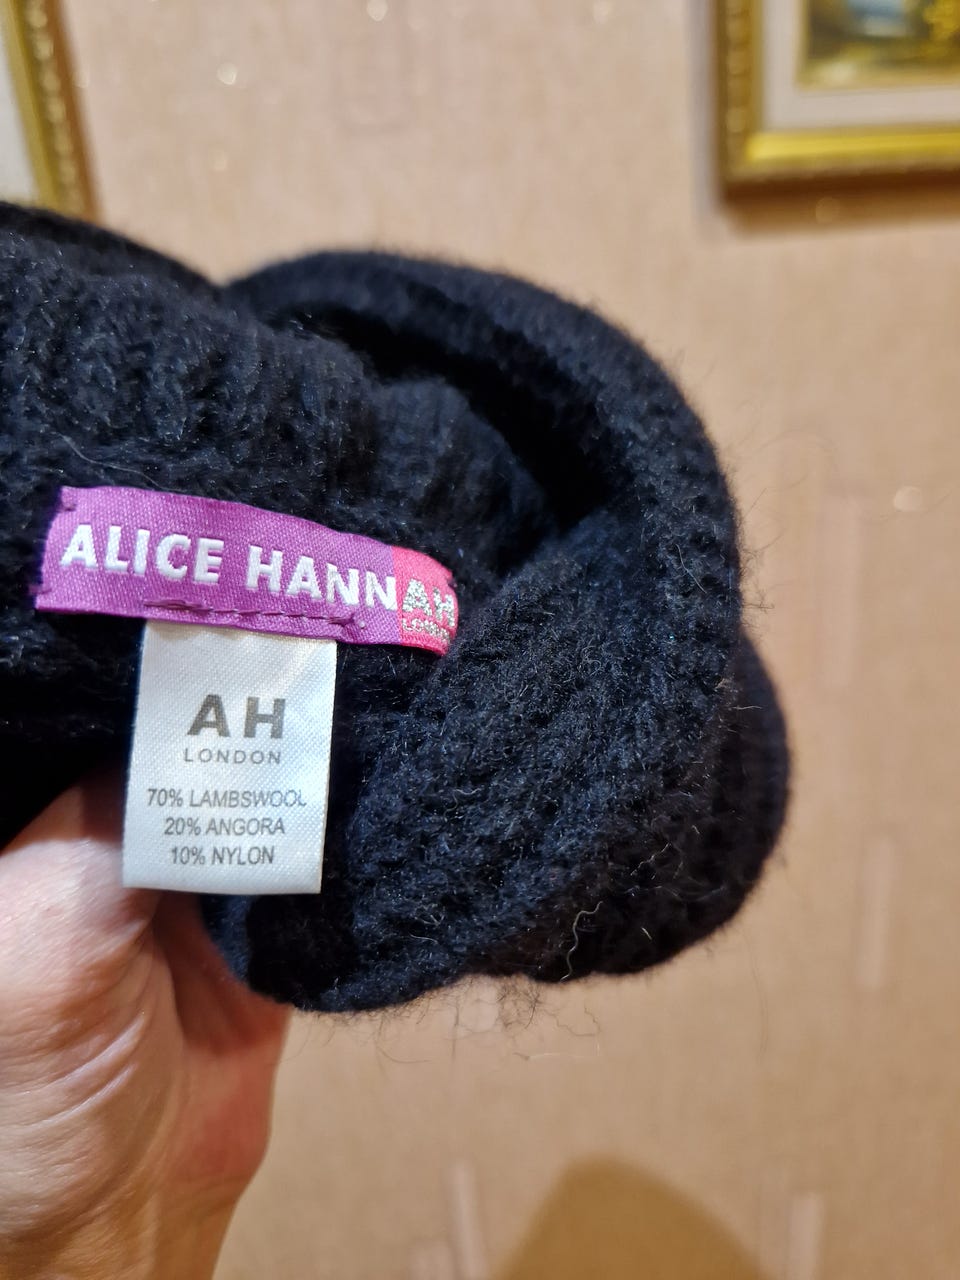 ALICE HANNAH
LONDON
AH
LONDON
70% LAMBSWOOL
20% ANGORA
10% NYLON